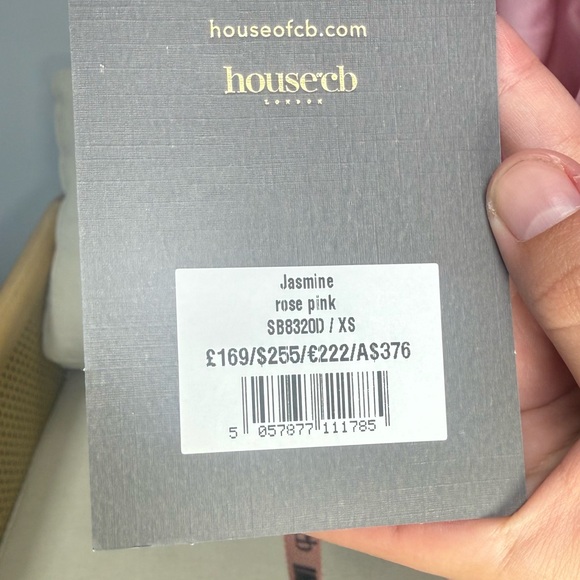 houseofcb.com
house of cb
LONDON
Jasmine
rose pink
SB8320D / XS
£169/$255/€222/A$376
5 057877 111785